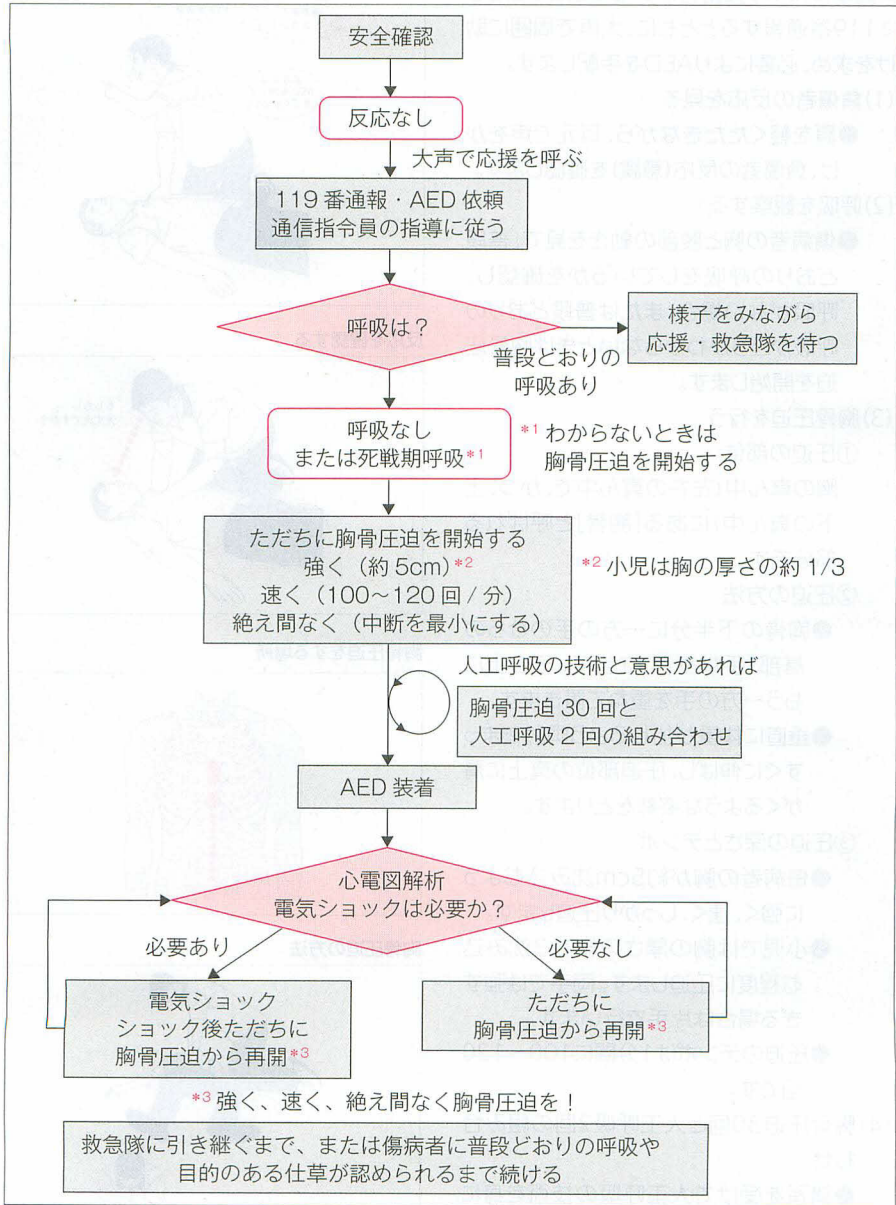 安全確認
反応なし
大声で応援を呼ぶ
119番通報・AED依頼
通信指令員の指導に従う
呼吸は？
様子をみながら
応援・救急隊を待つ
普段どおりの
呼吸あり
呼吸なし
または死戦期呼吸*1
*1 わからないときは
胸骨圧迫を開始する
ただちに胸骨圧迫を開始する
強く（約5cm）*2
速く（100～120回/分）
絶え間なく（中断を最小にする）
*2 小児は胸の厚さの約1/3
人工呼吸の技術と意思があれば
胸骨圧迫30回と
人工呼吸2回の組み合わせ
AED装着
心電図解析
電気ショックは必要か？
必要あり
必要なし
電気ショック
ショック後ただちに
胸骨圧迫から再開*3
ただちに
胸骨圧迫から再開*3
*3 強く、速く、絶え間なく胸骨圧迫を！
救急隊に引き継ぐまで、または傷病者に普段どおりの呼吸や
目的のある仕草が認められるまで続ける